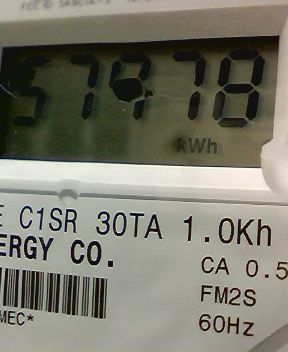 57978
kWh
E C1SR 30TA 1.0Kh
ERGY CO.
CA 0.5
FM2S
MEC*
60Hz